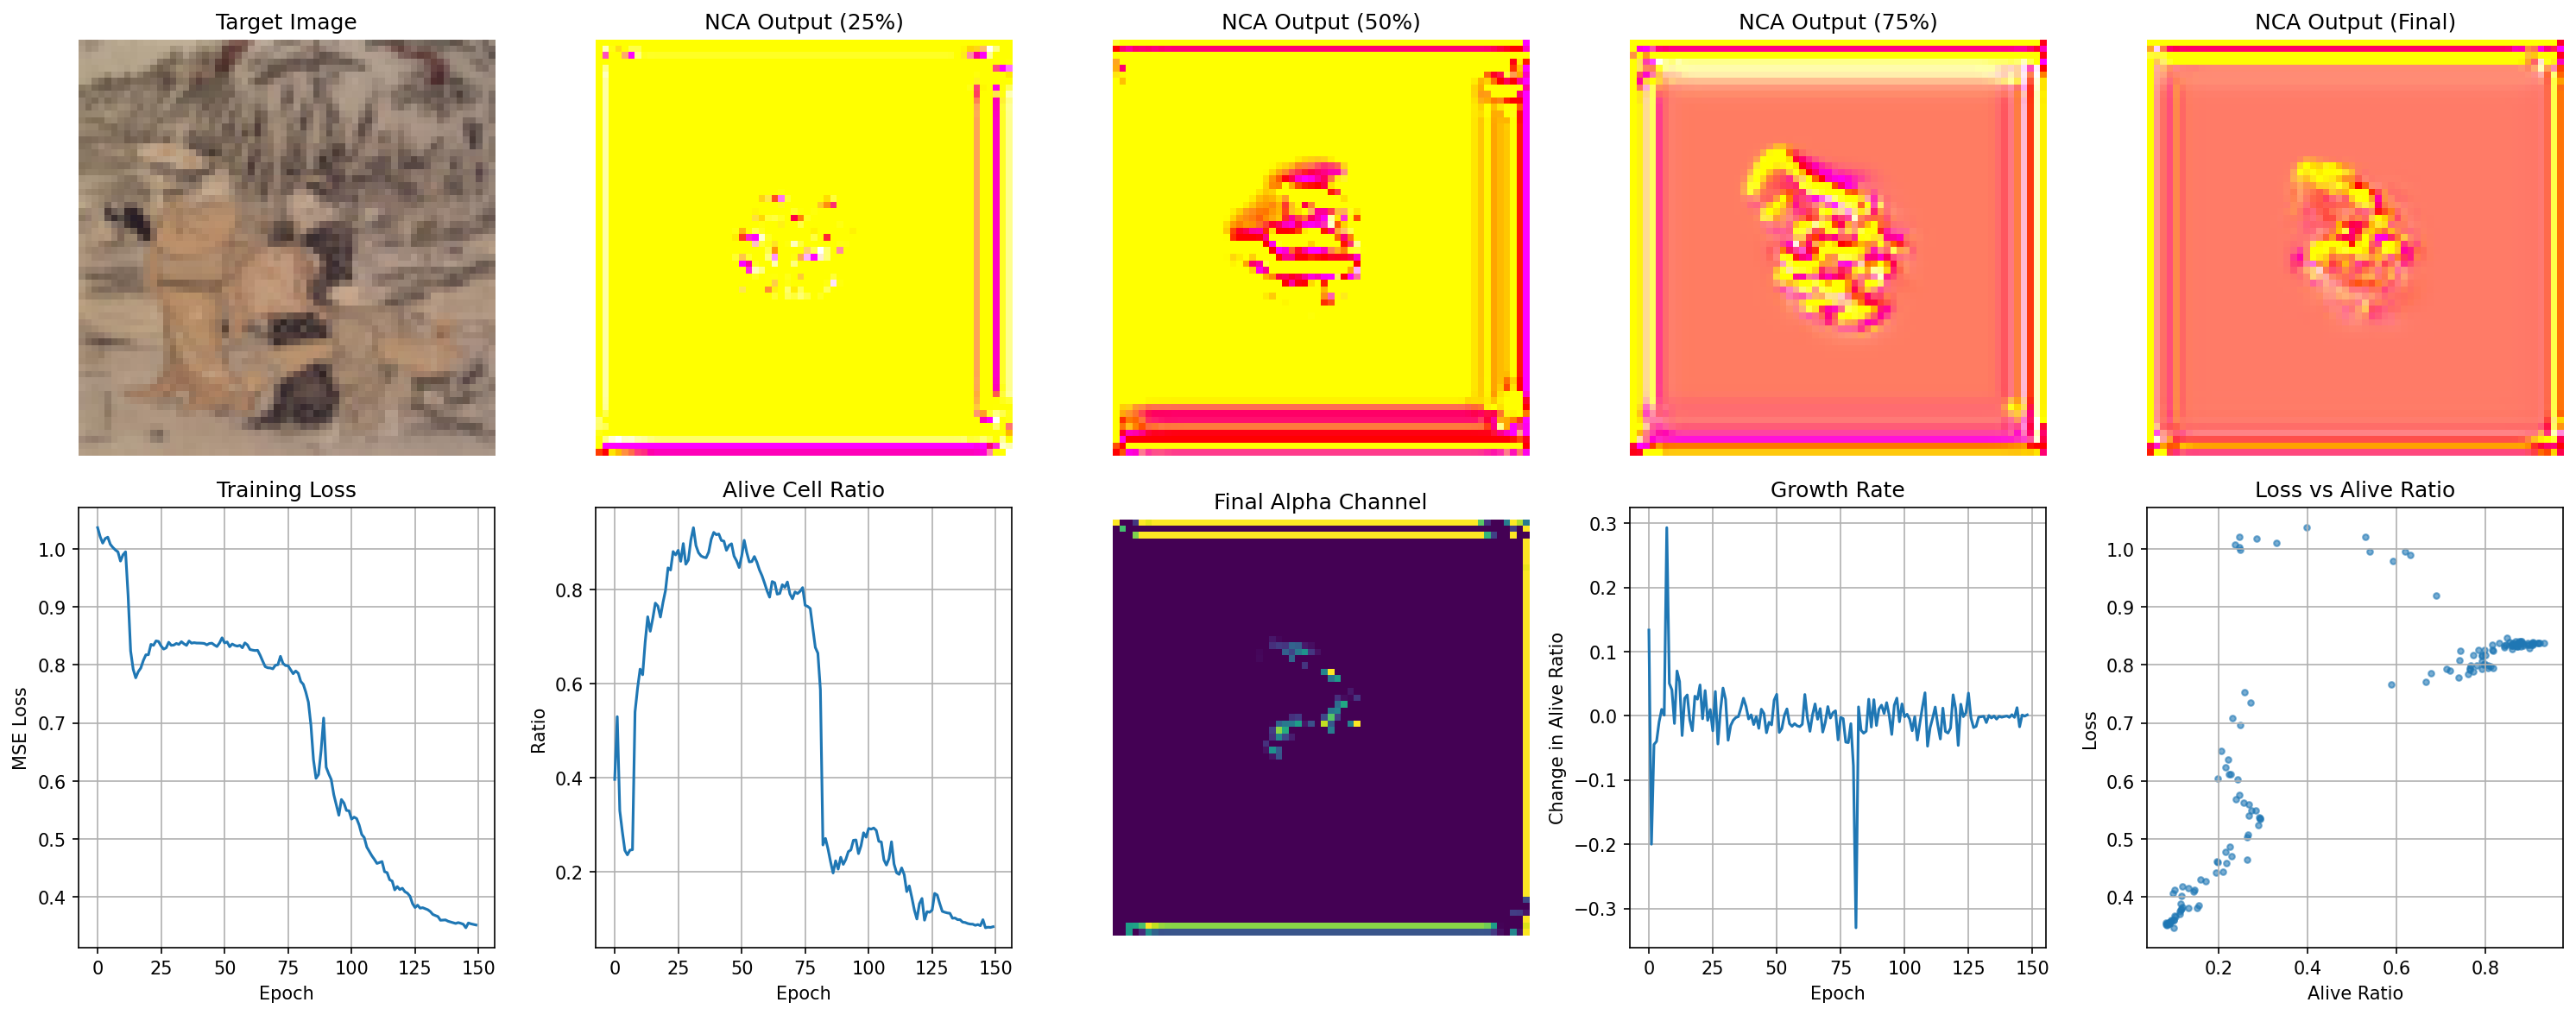 Target Image
NCA Output (25%)
NCA Output (50%)
NCA Output (75%)
NCA Output (Final)
Training Loss
MSE Loss
1.0
0.9
0.8
0.7
0.6
0.5
0.4
0 25 50 75 100 125 150
Epoch
Alive Cell Ratio
Ratio
0.8
0.6
0.4
0.2
0 25 50 75 100 125 150
Epoch
Final Alpha Channel
Growth Rate
Change in Alive Ratio
0.3
0.2
0.1
0.0
−0.1
−0.2
−0.3
0 25 50 75 100 125 150
Epoch
Loss vs Alive Ratio
Loss
1.0
0.9
0.8
0.7
0.6
0.5
0.4
0.2 0.4 0.6 0.8
Alive Ratio